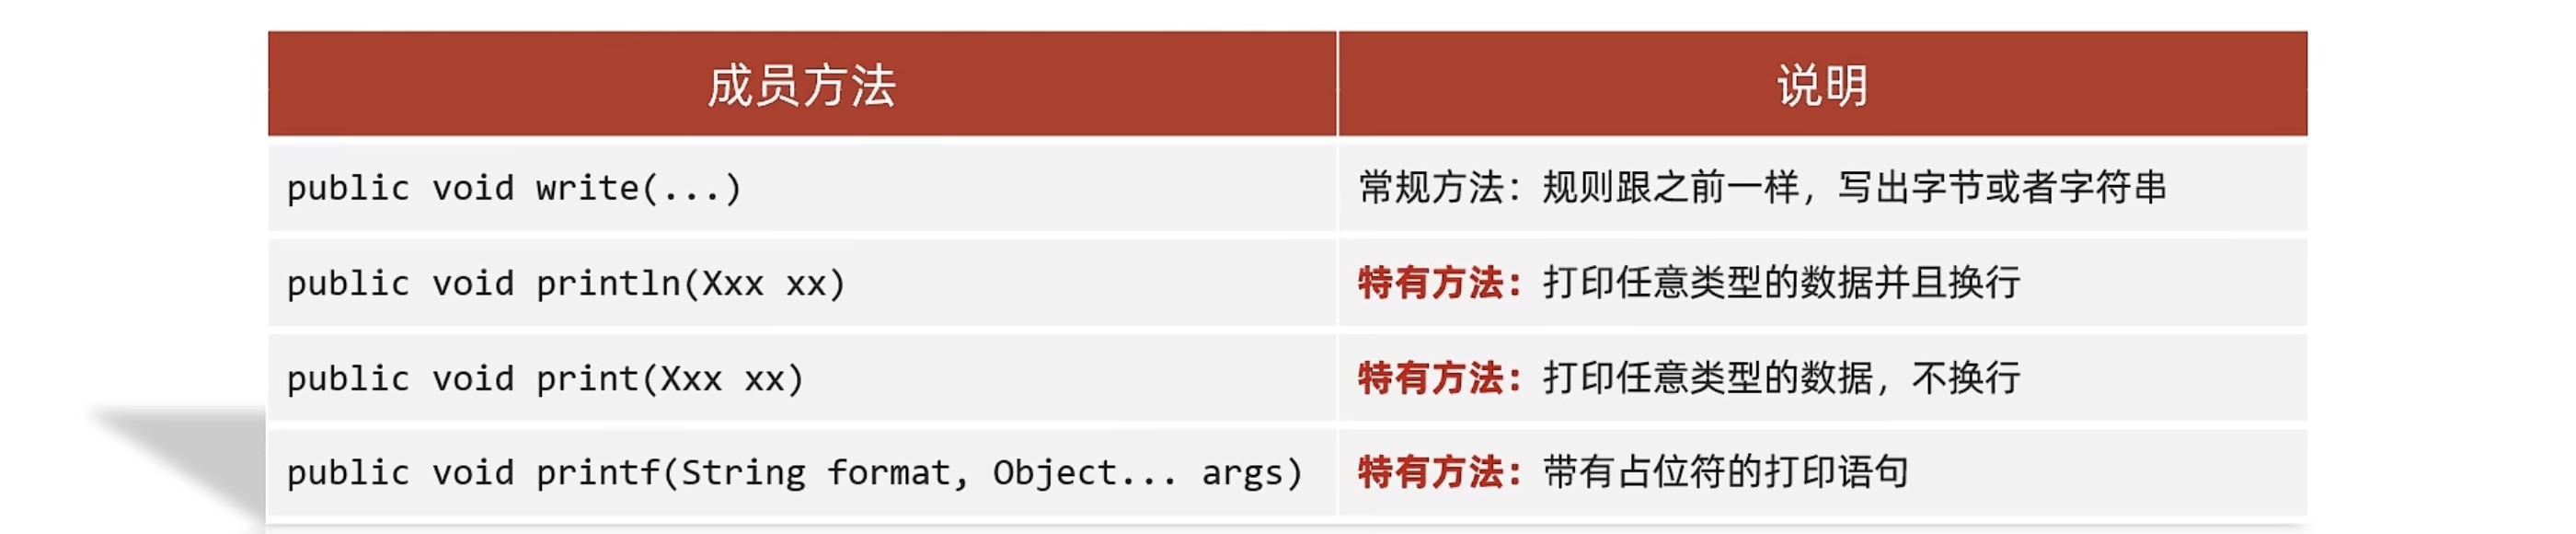 成员方法
说明
public void write(...)
常规方法：规则跟之前一样，写出字节或者字符串
public void println(Xxx xx)
特有方法：打印任意类型的数据并且换行
public void print(Xxx xx)
特有方法：打印任意类型的数据，不换行
public void printf(String format, Object... args)
特有方法：带有占位符的打印语句